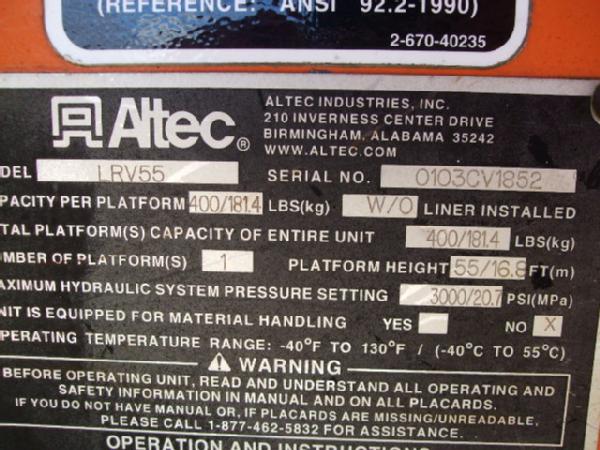 (REFERENCE: ANSI 92.2-1990)
2-670-40235
Altec®
ALTEC INDUSTRIES, INC.
210 INVERNESS CENTER DRIVE
BIRMINGHAM, ALABAMA 35242
WWW.ALTEC.COM
DEL LRV55 SERIAL NO. 0103CV1852
PACITY PER PLATFORM 400/181.4 LBS(kg) W/O LINER INSTALLED
TAL PLATFORM(S) CAPACITY OF ENTIRE UNIT 400/181.4 LBS(kg)
UMBER OF PLATFORM(S) 1 PLATFORM HEIGHT 55/16.8 FT(m)
AXIMUM HYDRAULIC SYSTEM PRESSURE SETTING 3000/20.7 PSI(MPa)
NIT IS EQUIPPED FOR MATERIAL HANDLING YES NO X
PERATING TEMPERATURE RANGE: -40°F TO 130°F / (-40°C TO 55°C)
WARNING
BEFORE OPERATING UNIT, READ AND UNDERSTAND ALL OPERATING AND
SAFETY INFORMATION IN MANUAL AND ON ALL PLACARDS.
IF YOU DO NOT HAVE MANUAL OR, IF PLACARDS ARE MISSING/UNREADABLE,
PLEASE CALL 1-877-462-5832 FOR ASSISTANCE.
OPERATION AND INSTRUCTIONS